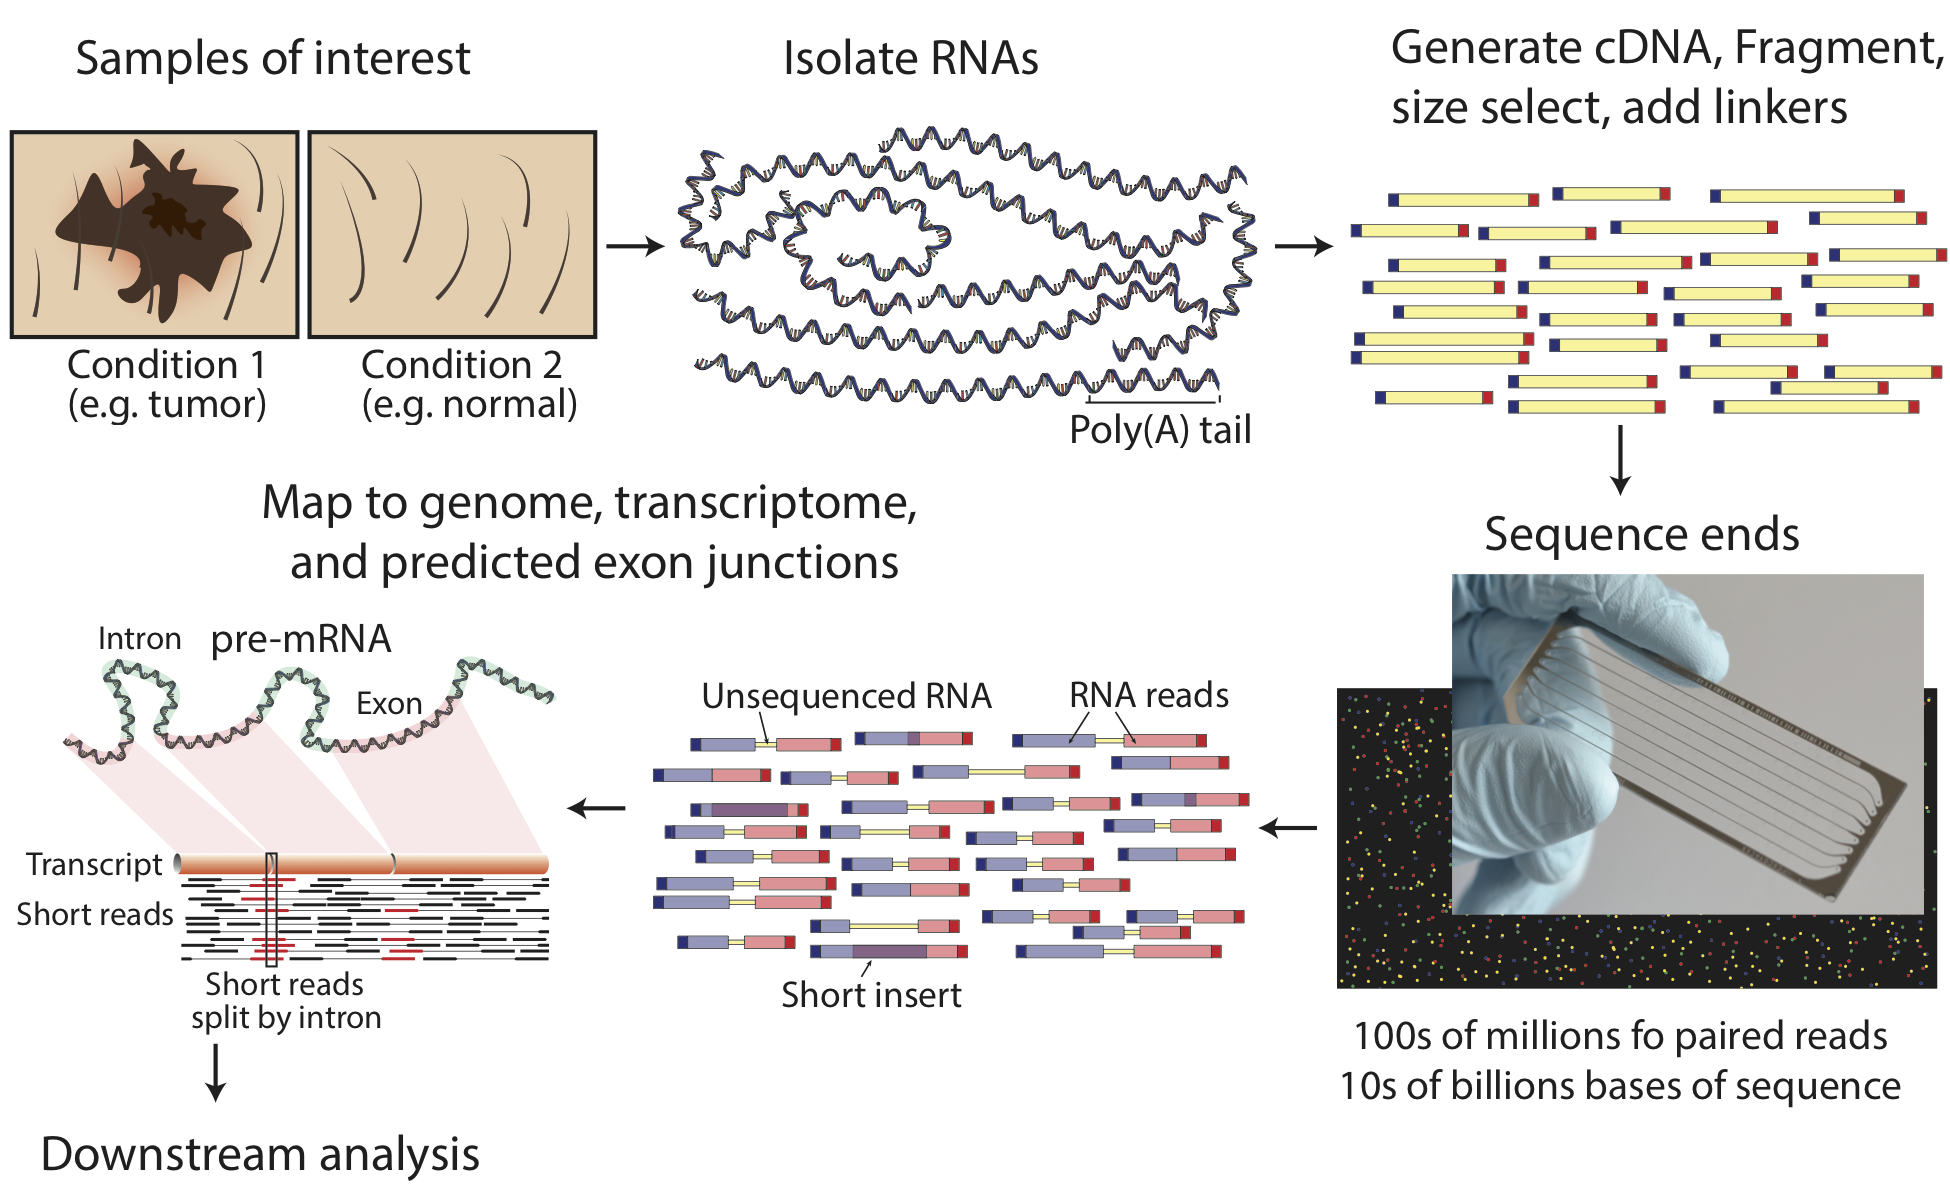 Samples of interest
Condition 1
(e.g. tumor)
Condition 2
(e.g. normal)
Isolate RNAs
Poly(A) tail
Generate cDNA, Fragment,
size select, add linkers
Sequence ends
100s of millions fo paired reads
10s of billions bases of sequence
Unsequenced RNA
RNA reads
Short insert
Map to genome, transcriptome,
and predicted exon junctions
Intron
pre-mRNA
Exon
Transcript
Short reads
Short reads
split by intron
Downstream analysis